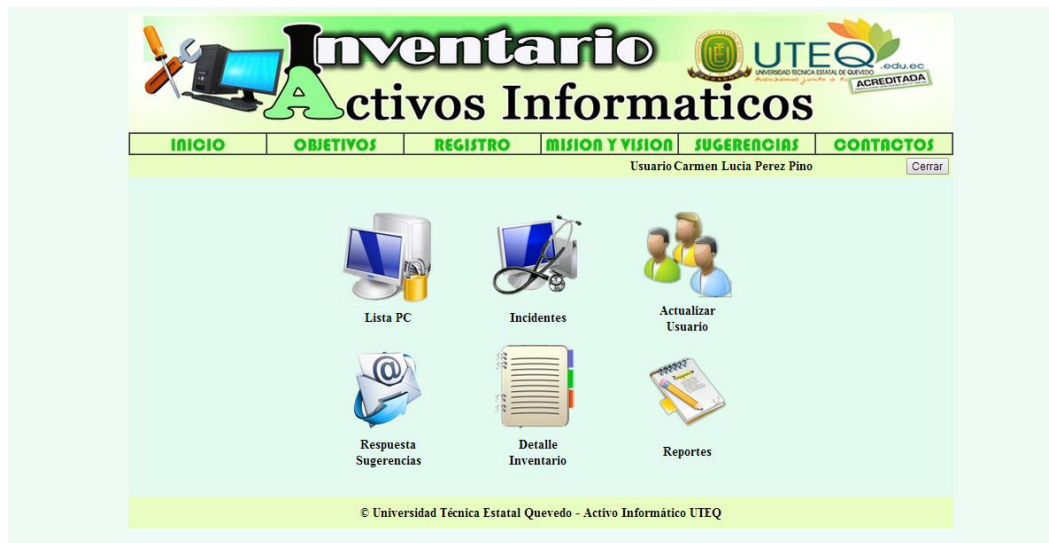 Inventario
Activos Informaticos
UTEQ .edu.ec
UNIVERSIDAD TECNICA ESTATAL DE QUEVEDO
ACREDITADA
INICIO OBJETIVOS REGISTRO MISION Y VISION SUGERENCIAS CONTACTOS
Usuario Carmen Lucia Perez Pino Cerrar
Lista PC
Incidentes
Actualizar
Usuario
Respuesta
Sugerencias
Detalle
Inventario
Reportes
© Universidad Técnica Estatal Quevedo - Activo Informático UTEQ